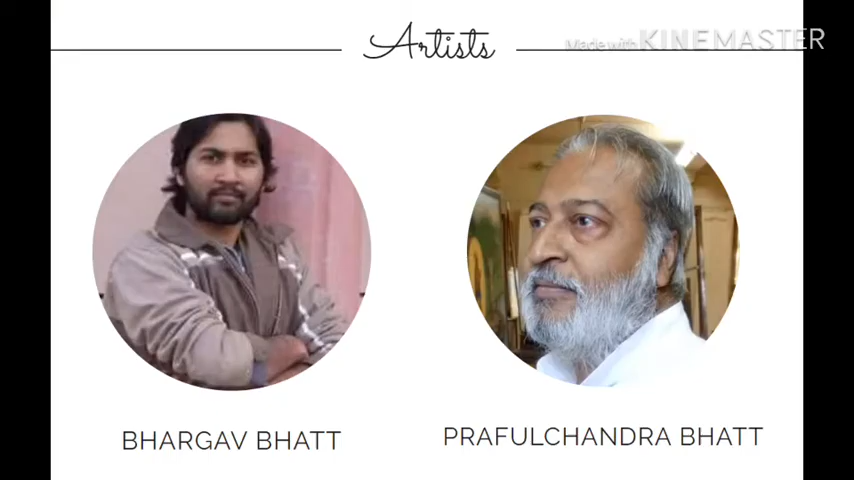 Artists
Made with KINEMASTER
BHARGAV BHATT
PRAFULCHANDRA BHATT